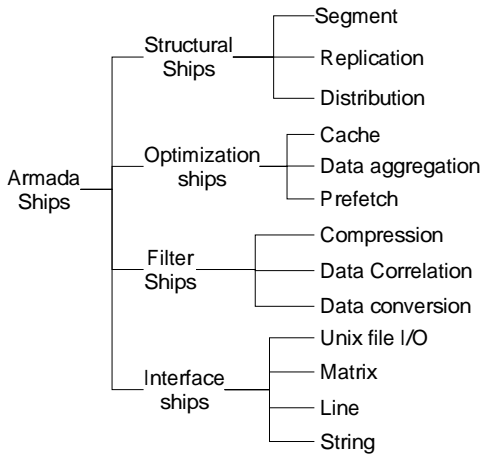 Armada
Ships
Structural
Ships
Segment
Replication
Distribution
Optimization
ships
Cache
Data aggregation
Prefetch
Filter
Ships
Compression
Data Correlation
Data conversion
Interface
ships
Unix file I/O
Matrix
Line
String